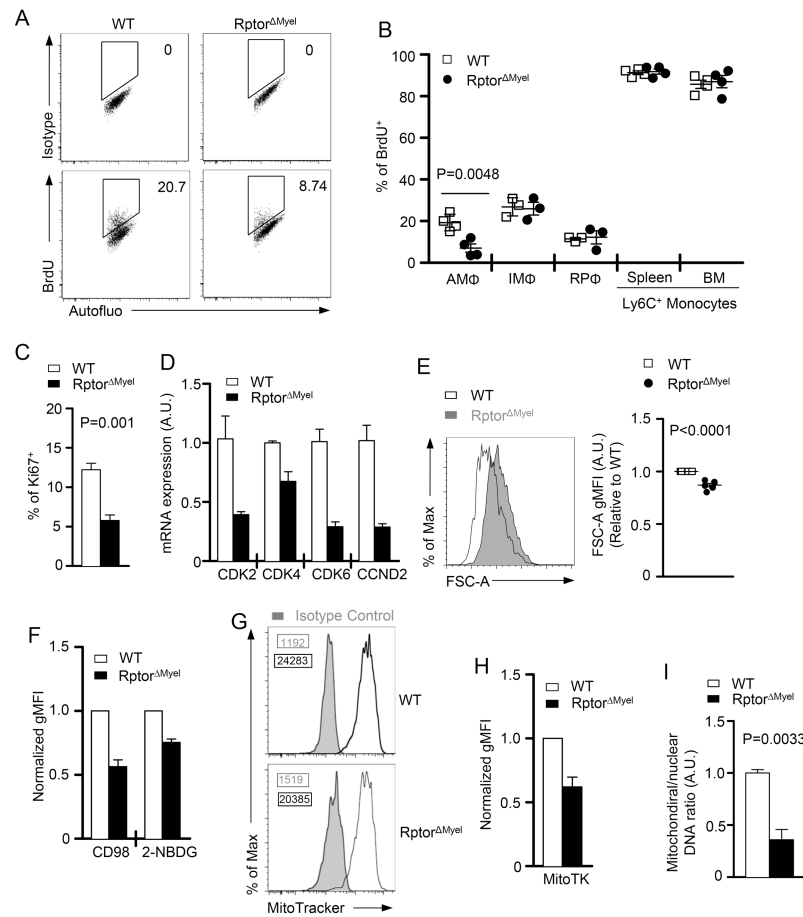 A
WT
Rptor^ΔMyel
Isotype
0
0
BrdU
20.7
8.74
Autofluo
B
WT
Rptor^ΔMyel
% of BrdU+
100
80
60
40
20
0
P=0.0048
AMΦ
IMΦ
RPΦ
Spleen
BM
Ly6C+ Monocytes
C
WT
Rptor^ΔMyel
% of Ki67+
20
15
10
5
0
P=0.001
D
WT
Rptor^ΔMyel
mRNA expression (A.U.)
1.5
1.0
0.5
0
CDK2
CDK4
CDK6
CCND2
E
WT
Rptor^ΔMyel
% of Max
FSC-A
WT
Rptor^ΔMyel
FSC-A gMFI (A.U.)
(Relative to WT)
1.5
1.0
0.5
0
P<0.0001
F
WT
Rptor^ΔMyel
Normalized gMFI
1.5
1.0
0.5
0
CD98
2-NBDG
G
Isotype Control
1192
24283
WT
1519
20385
Rptor^ΔMyel
% of Max
MitoTracker
H
WT
Rptor^ΔMyel
Normalized gMFI
1.5
1.0
0.5
0
MitoTK
I
WT
Rptor^ΔMyel
Mitochondiral/nuclear
DNA ratio (A.U.)
1.5
1.0
0.5
0
P=0.0033